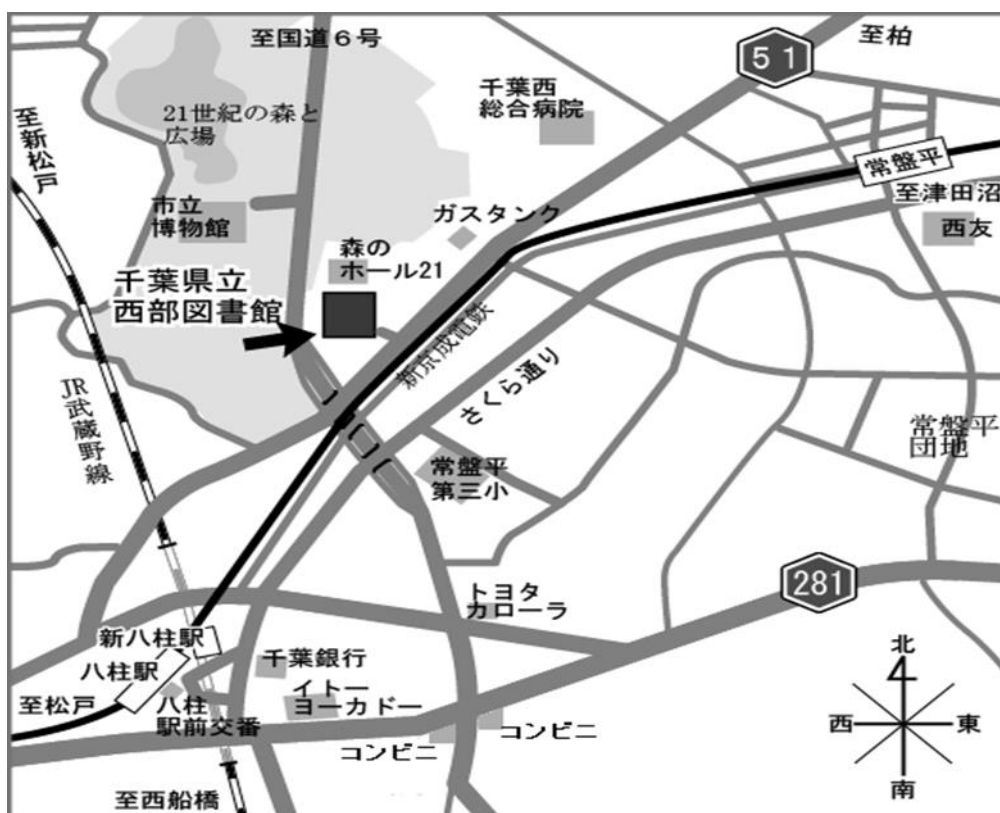 至国道６号
５１
至柏
千葉西
総合病院
21世紀の森と
広場
至新松戸
常盤平
至津田沼
西友
市立
博物館
ガスタンク
森の
ホール21
千葉県立
西部図書館
新京成電鉄
さくら通り
JR武蔵野線
常盤平
団地
常盤平
第三小
281
トヨタ
カローラ
新八柱駅
八柱駅
千葉銀行
至松戸
八柱
駅前交番
イトー
ヨーカドー
コンビニ
コンビニ
至西船橋
北
西
東
南